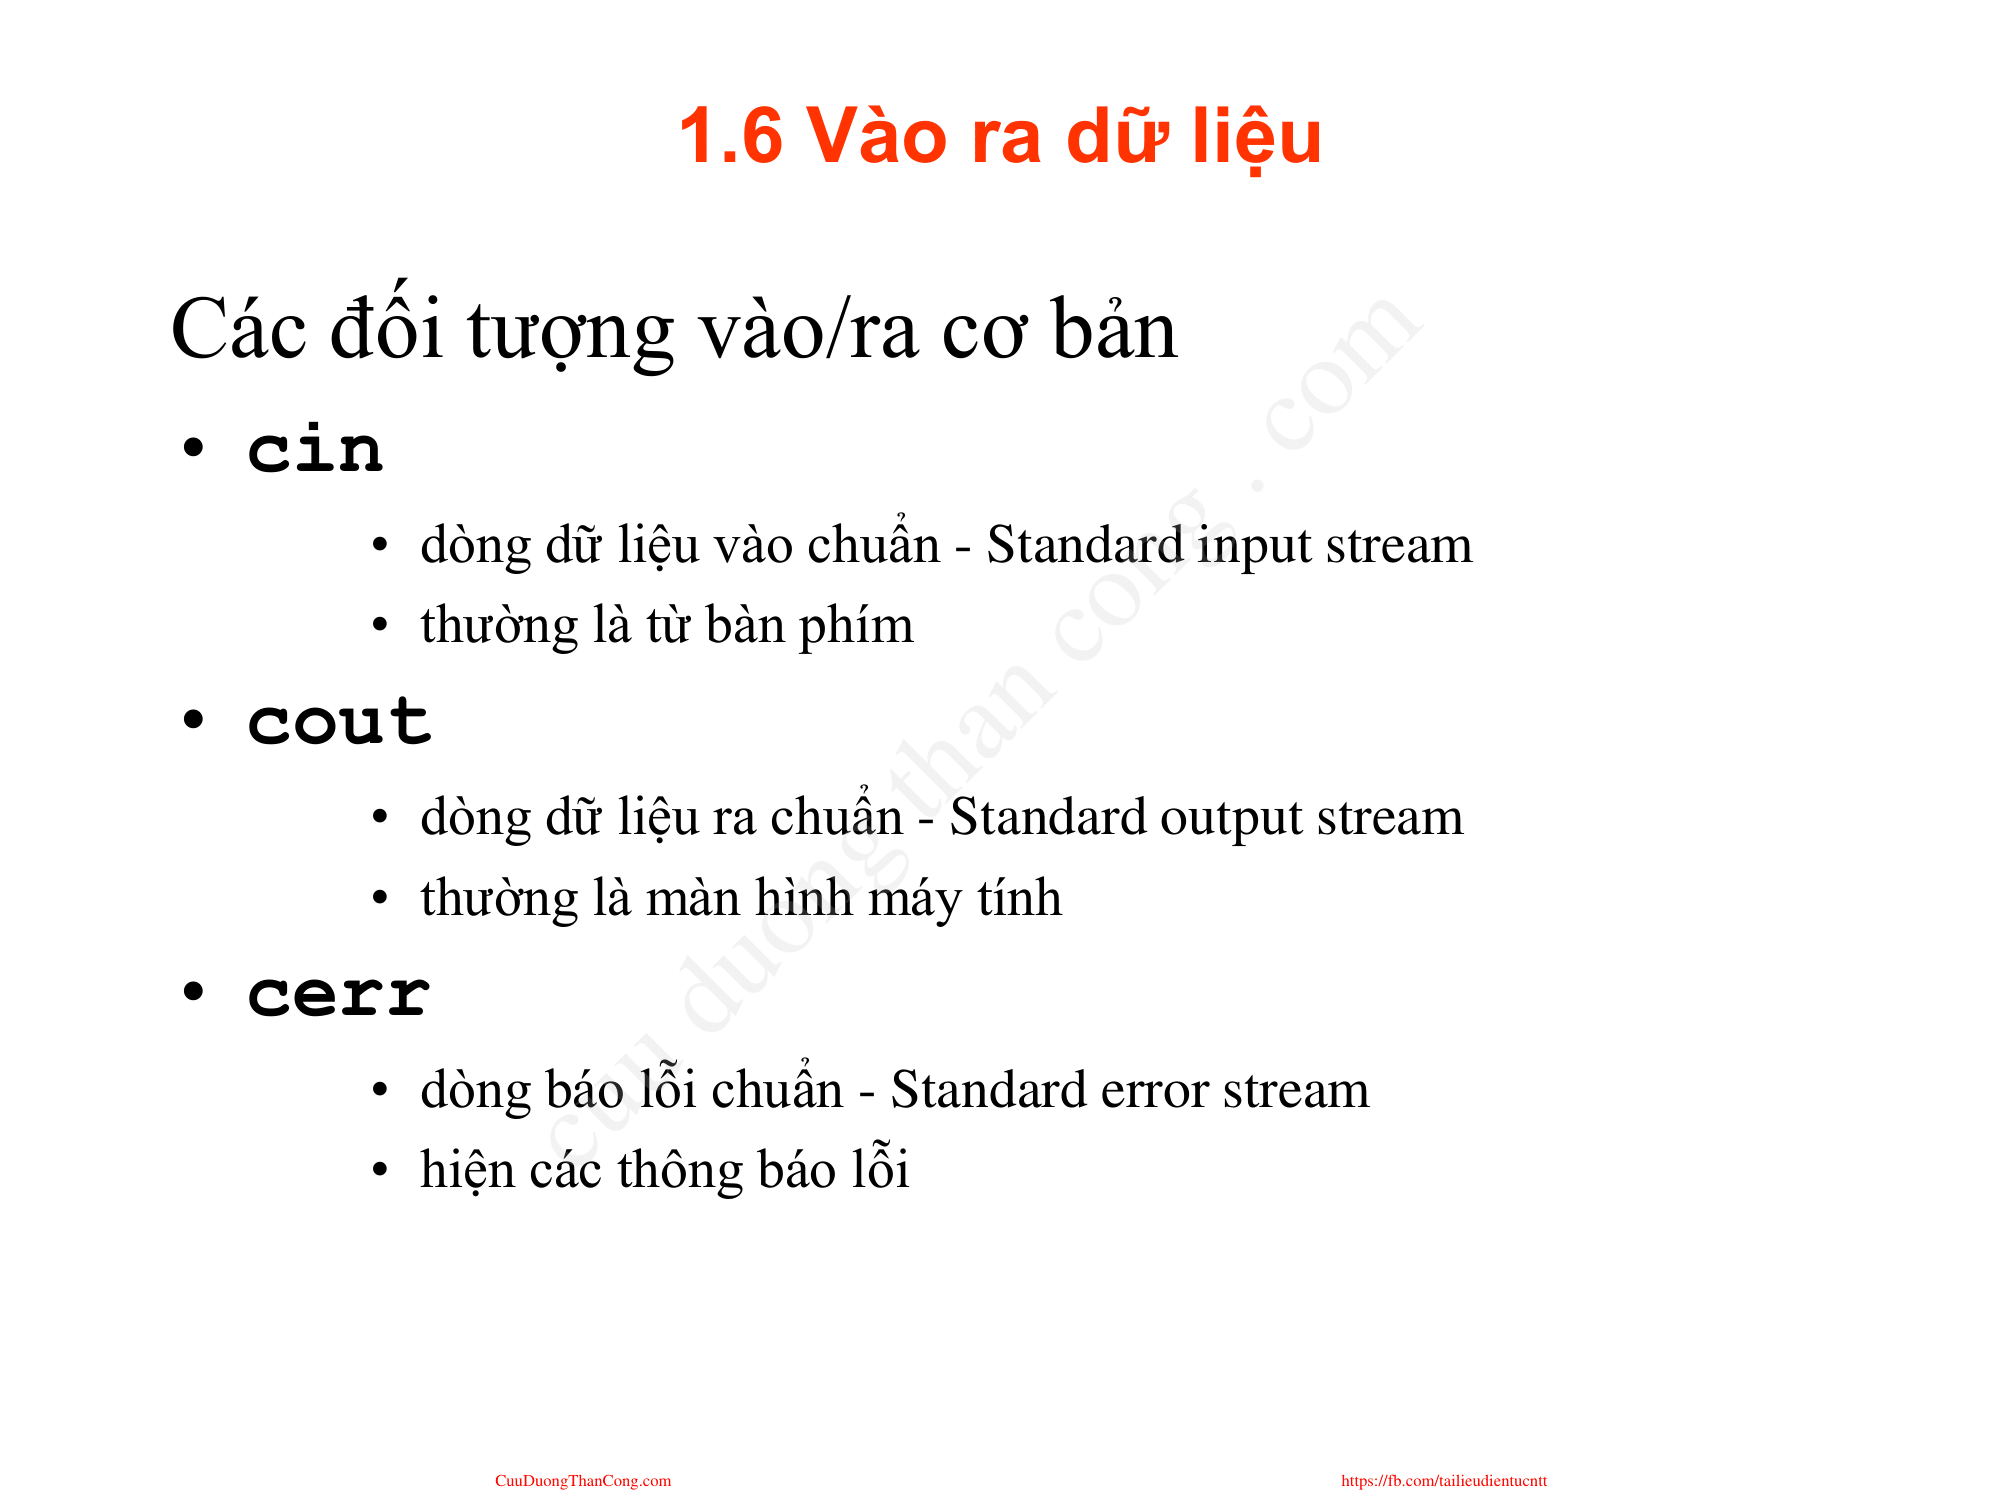 1.6 Vào ra dữ liệu
Các đối tượng vào/ra cơ bản
• cin
• dòng dữ liệu vào chuẩn - Standard input stream
• thường là từ bàn phím
• cout
• dòng dữ liệu ra chuẩn - Standard output stream
• thường là màn hình máy tính
• cerr
• dòng báo lỗi chuẩn - Standard error stream
• hiện các thông báo lỗi
cuu duong than cong . com
CuuDuongThanCong.com
https://fb.com/tailieudientucntt